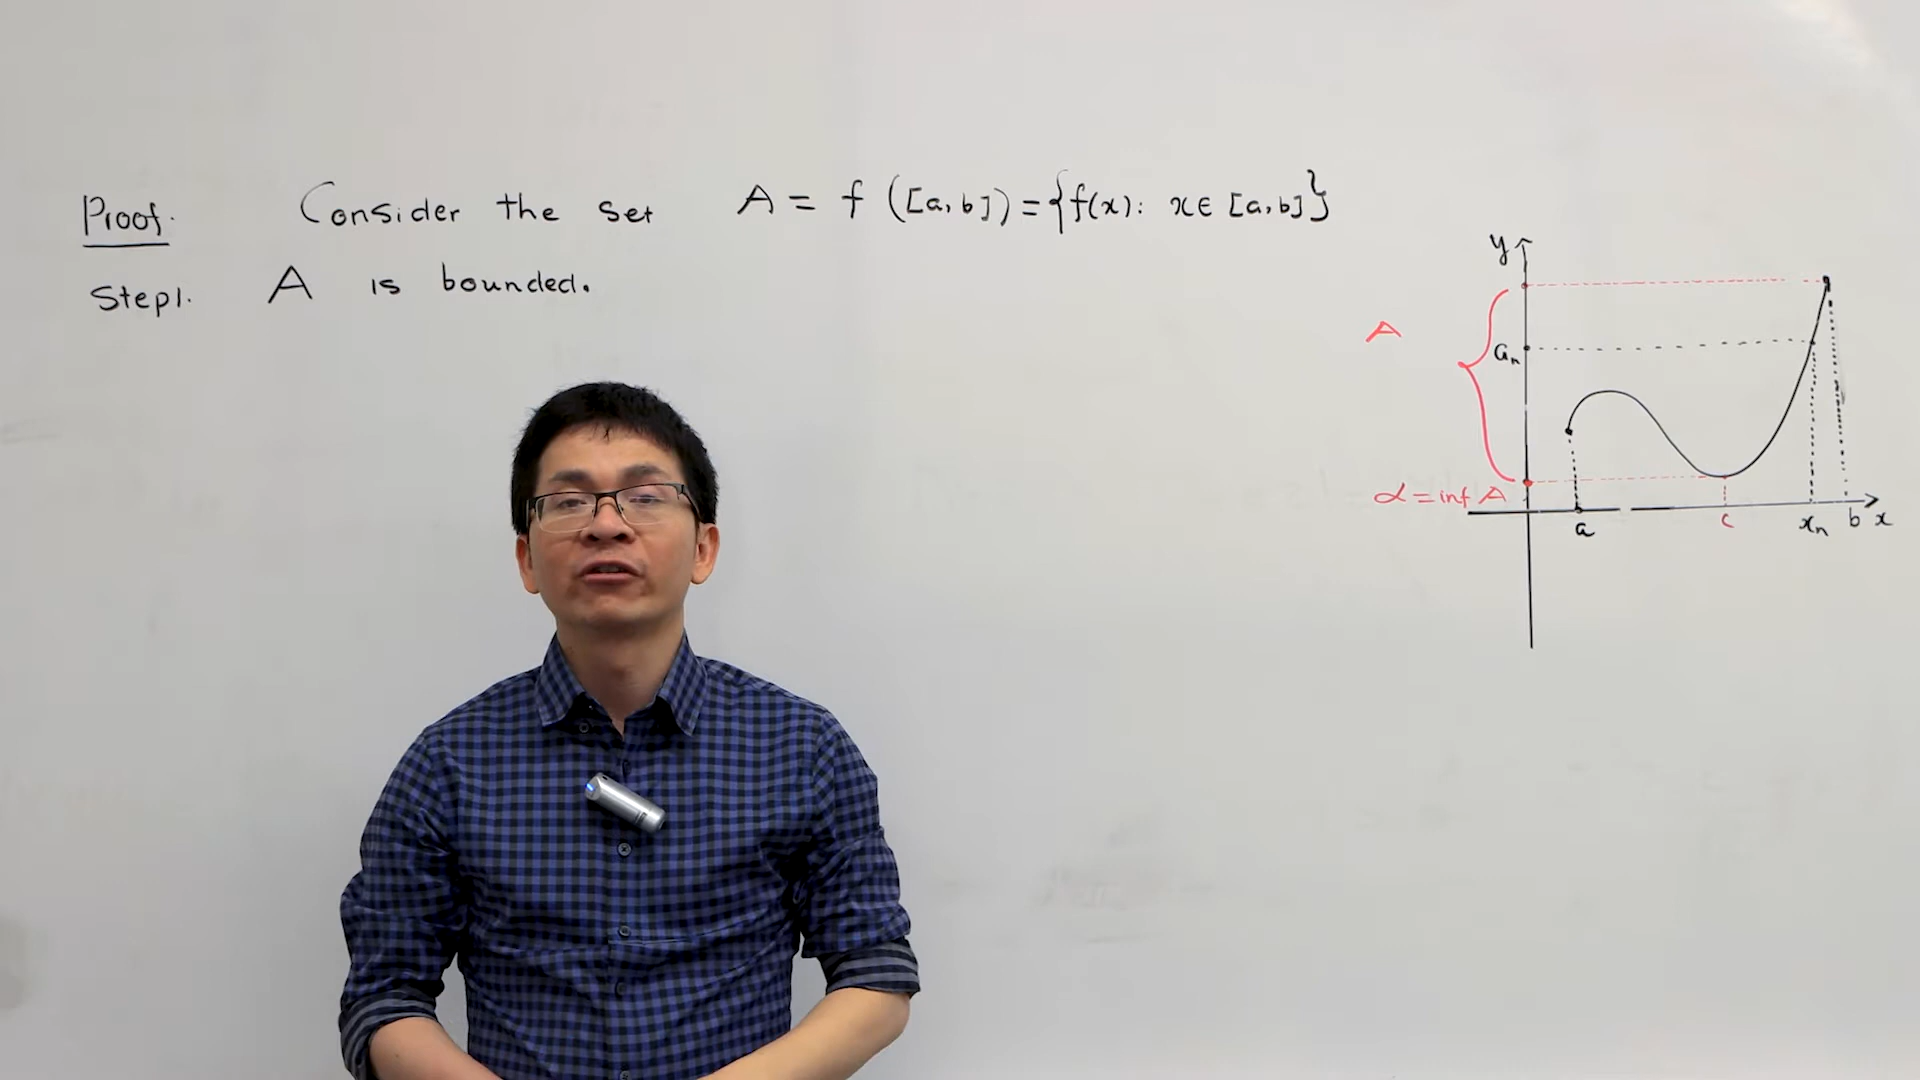 Proof. Consider the set A = f ([a,b]) = {f(x): x ∈ [a,b]}
Step1. A is bounded.
y
A
aₙ
α = inf A
a
c
xₙ
b
x